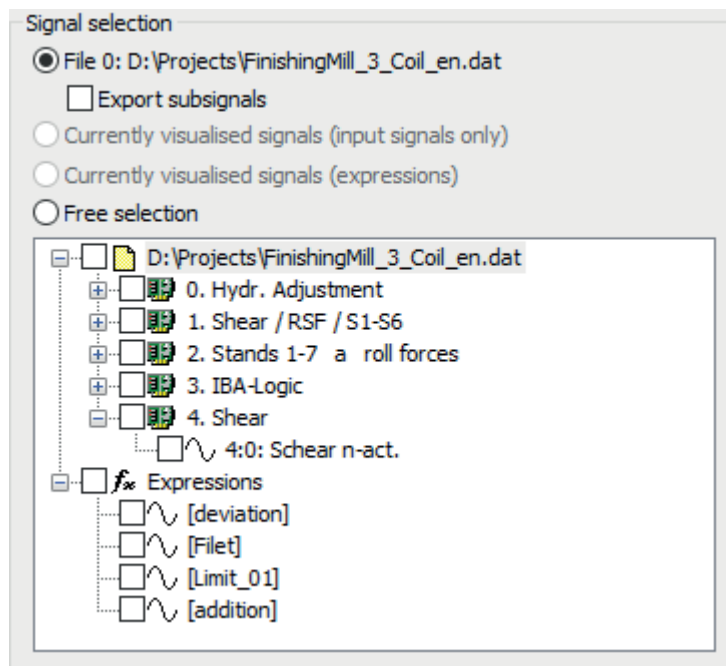 Signal selection
File 0: D:\Projects\FinishingMill_3_Coil_en.dat
Export subsignals
Currently visualised signals (input signals only)
Currently visualised signals (expressions)
Free selection
D:\Projects\FinishingMill_3_Coil_en.dat
0. Hydr. Adjustment
1. Shear / RSF / S1-S6
2. Stands 1-7 a roll forces
3. IBA-Logic
4. Shear
4:0: Schear n-act.
fx Expressions
[deviation]
[Filet]
[Limit_01]
[addition]